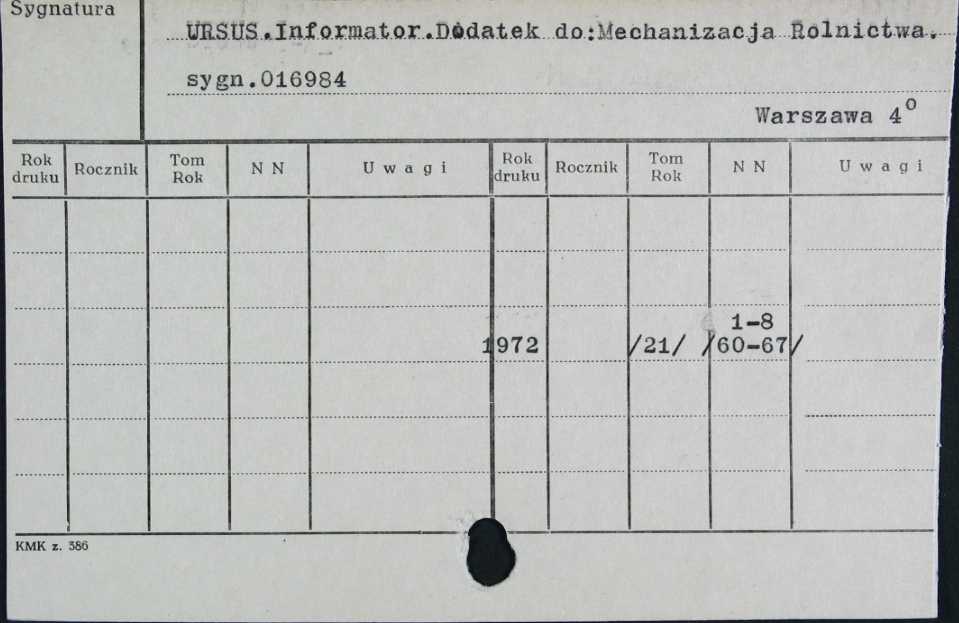 Sygnatura
URSUS.Informator.Dodatek do:Mechanizacja Rolnictwa.
sygn.016984
Warszawa 4°
Rok druku Rocznik Tom Rok N N U w a g i Rok druku Rocznik Tom Rok N N U w a g i
1-8
1972 /21/ /60-67/
KMK z. 386